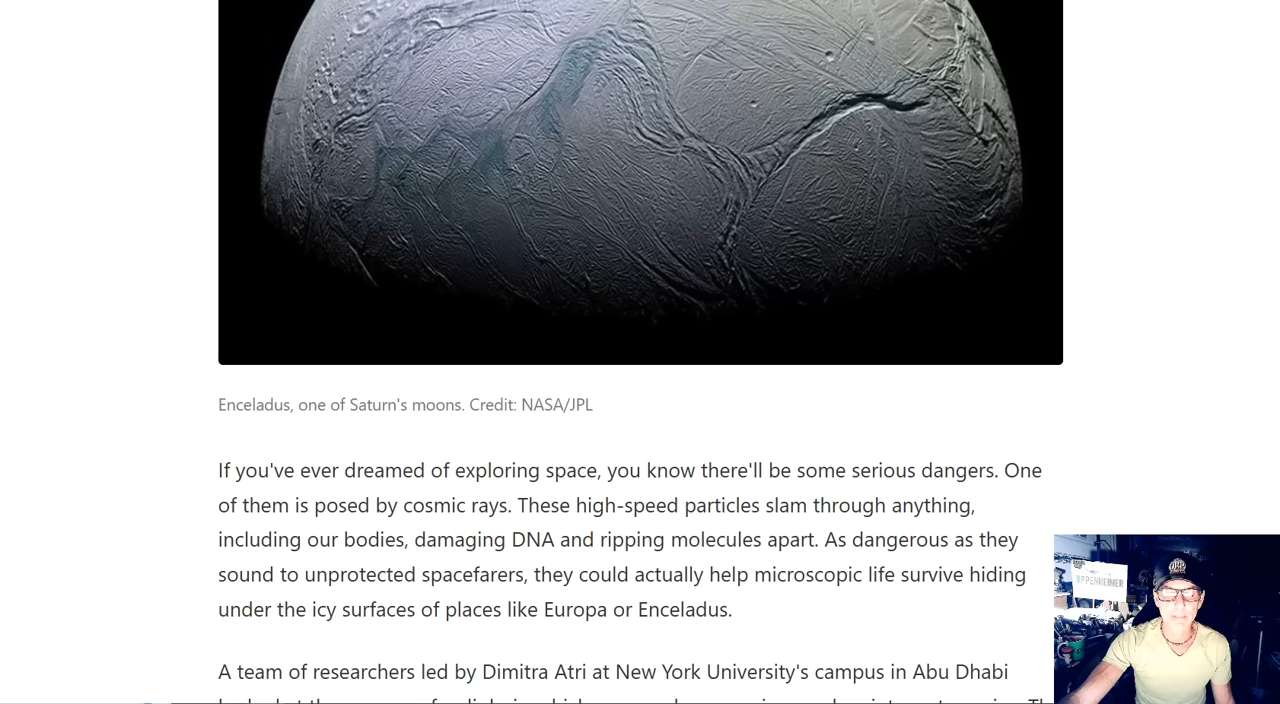 Enceladus, one of Saturn's moons. Credit: NASA/JPL
If you've ever dreamed of exploring space, you know there'll be some serious dangers. One
of them is posed by cosmic rays. These high-speed particles slam through anything,
including our bodies, damaging DNA and ripping molecules apart. As dangerous as they
sound to unprotected spacefarers, they could actually help microscopic life survive hiding
under the icy surfaces of places like Europa or Enceladus.
A team of researchers led by Dimitra Atri at New York University's campus in Abu Dhabi